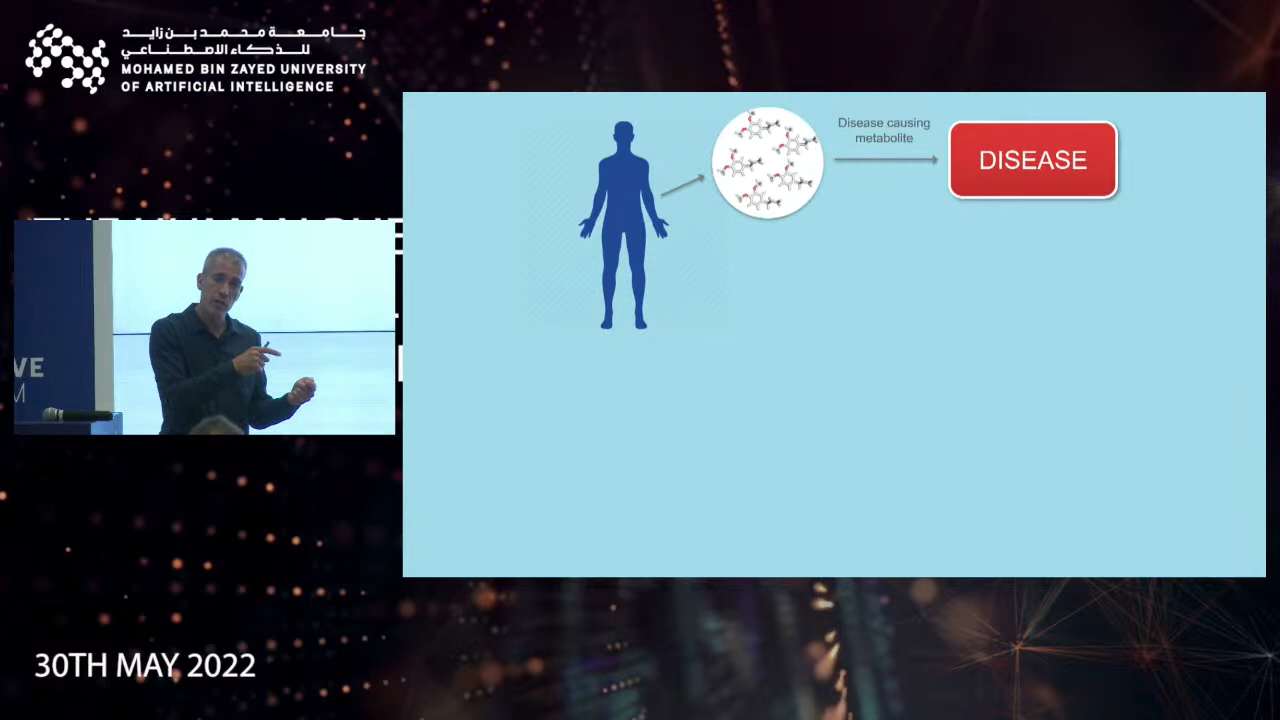 جامعة محمد بن زايد
للذكاء الاصطناعي
MOHAMED BIN ZAYED UNIVERSITY
OF ARTIFICIAL INTELLIGENCE
Disease causing
metabolite
DISEASE
VE
30TH MAY 2022